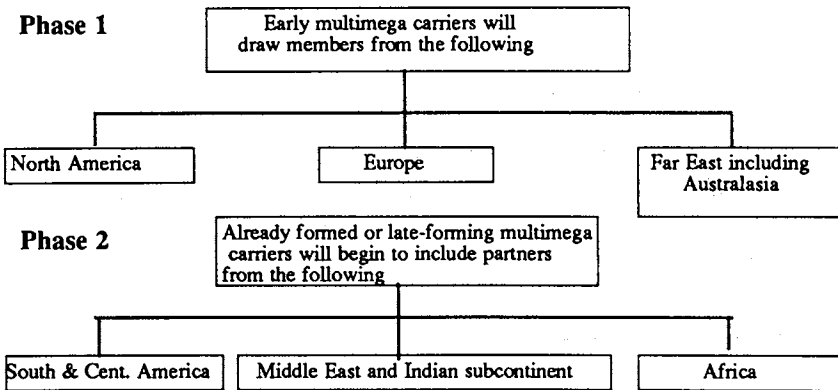 Phase 1
Early multimega carriers will
draw members from the following
North America
Europe
Far East including
Australasia
Phase 2
Already formed or late-forming multimega
carriers will begin to include partners
from the following
South & Cent. America
Middle East and Indian subcontinent
Africa